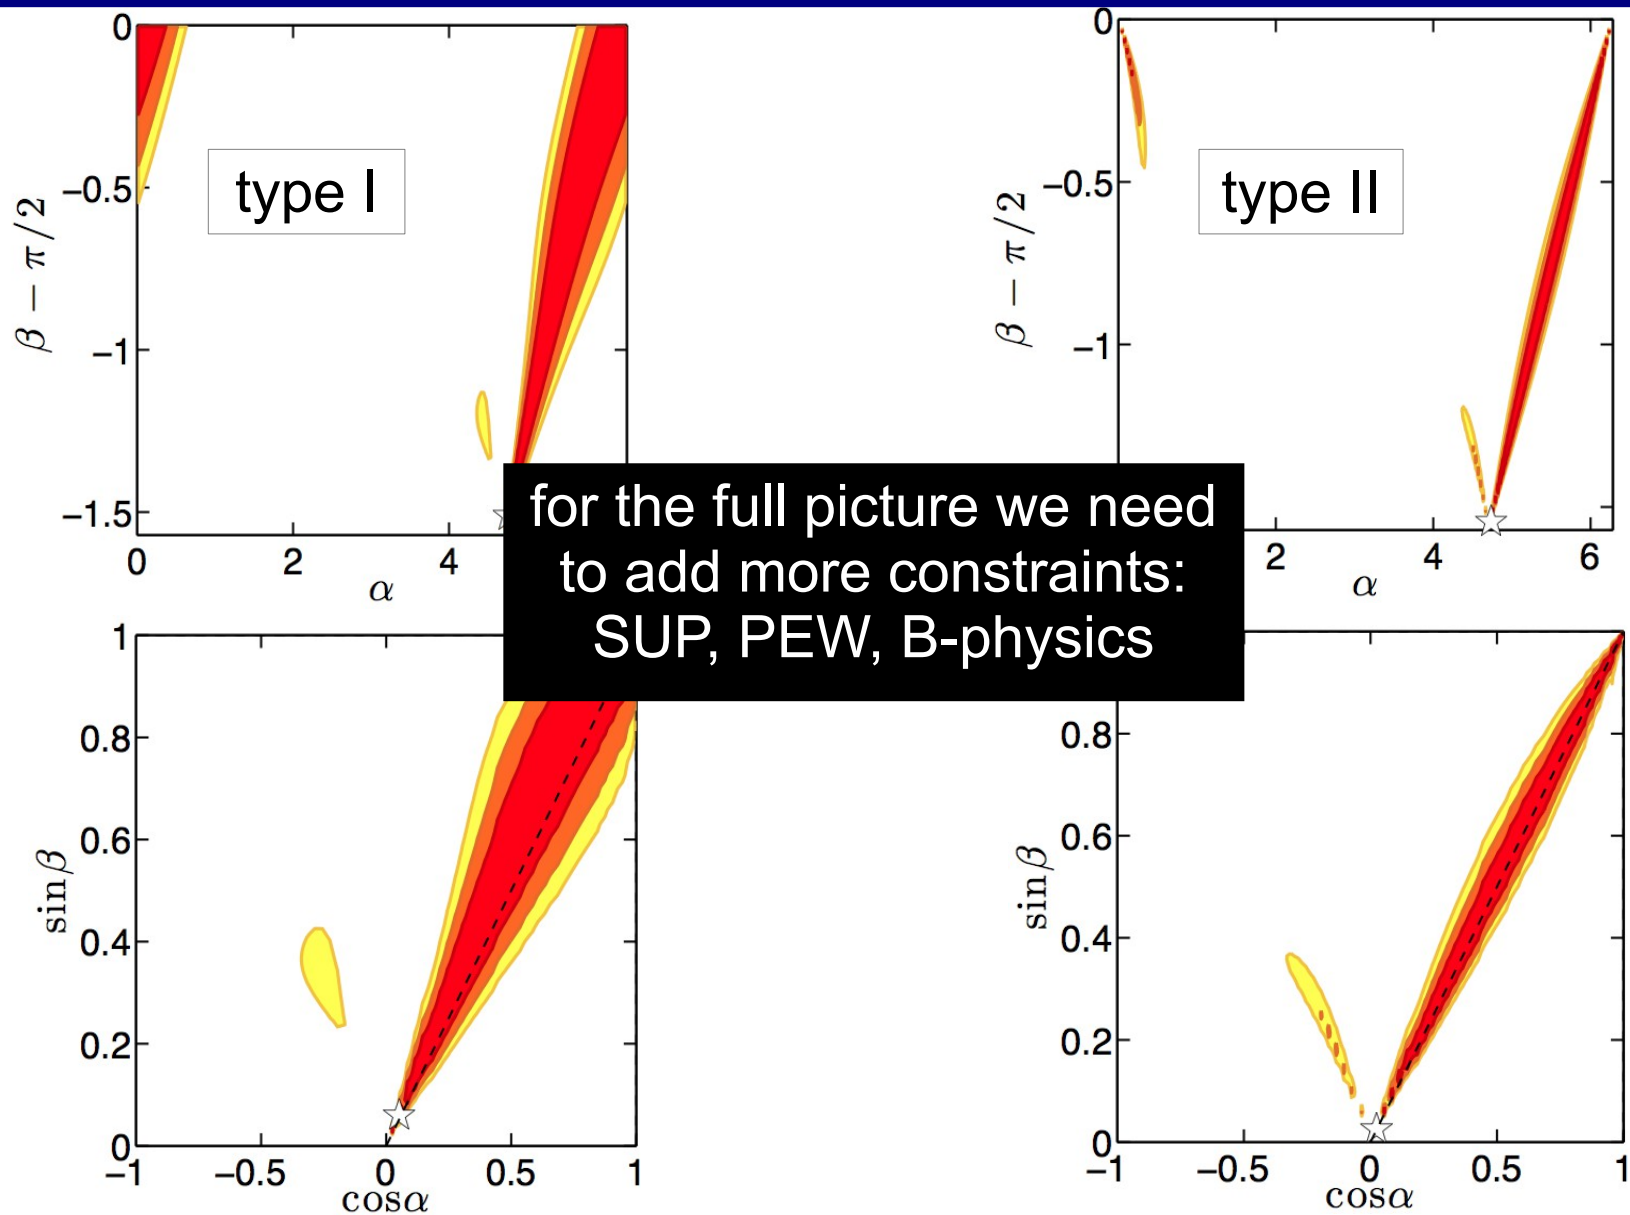 0
−0.5
−1
−1.5
β − π/2
type I
0
2
4
α
0
−0.5
−1
β − π/2
type II
2
4
6
α
for the full picture we need
to add more constraints:
SUP, PEW, B-physics
1
0.8
0.6
0.4
0.2
0
sinβ
−1
−0.5
0
0.5
1
cosα
0.8
0.6
0.4
0.2
0
sinβ
−1
−0.5
0
0.5
1
cosα